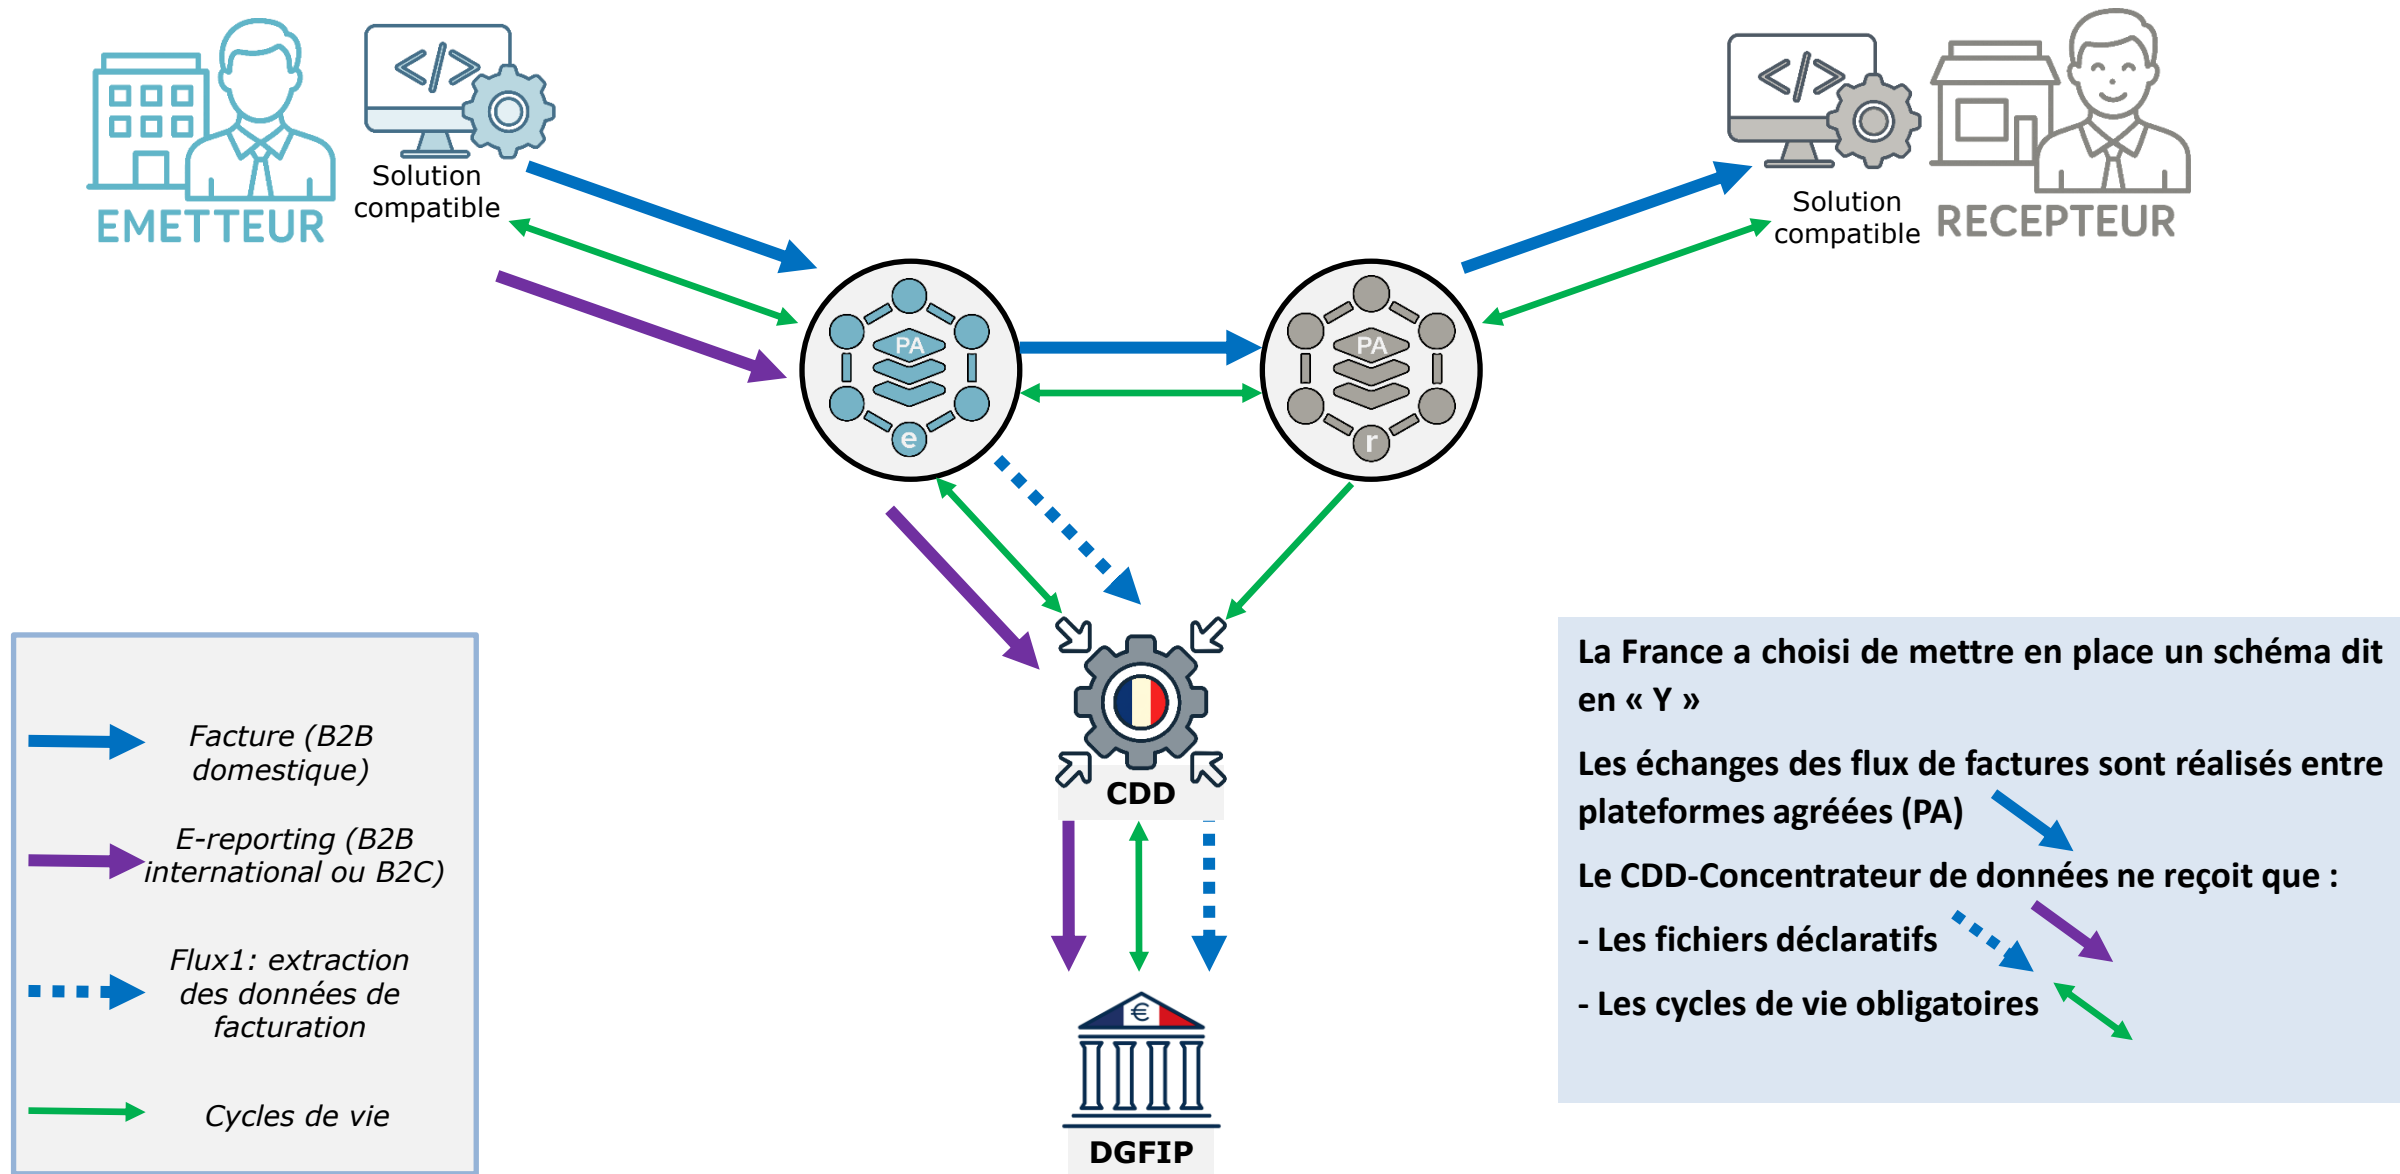 </>
</>
Solution
compatible
EMETTEUR
Solution
compatible
RECEPTEUR
PA
e
PA
r
CDD
€
DGFIP
Facture (B2B
domestique)
E-reporting (B2B
international ou B2C)
Flux1: extraction
des données de
facturation
Cycles de vie
La France a choisi de mettre en place un schéma dit
en « Y »
Les échanges des flux de factures sont réalisés entre
plateformes agréées (PA)
Le CDD-Concentrateur de données ne reçoit que :
- Les fichiers déclaratifs
- Les cycles de vie obligatoires